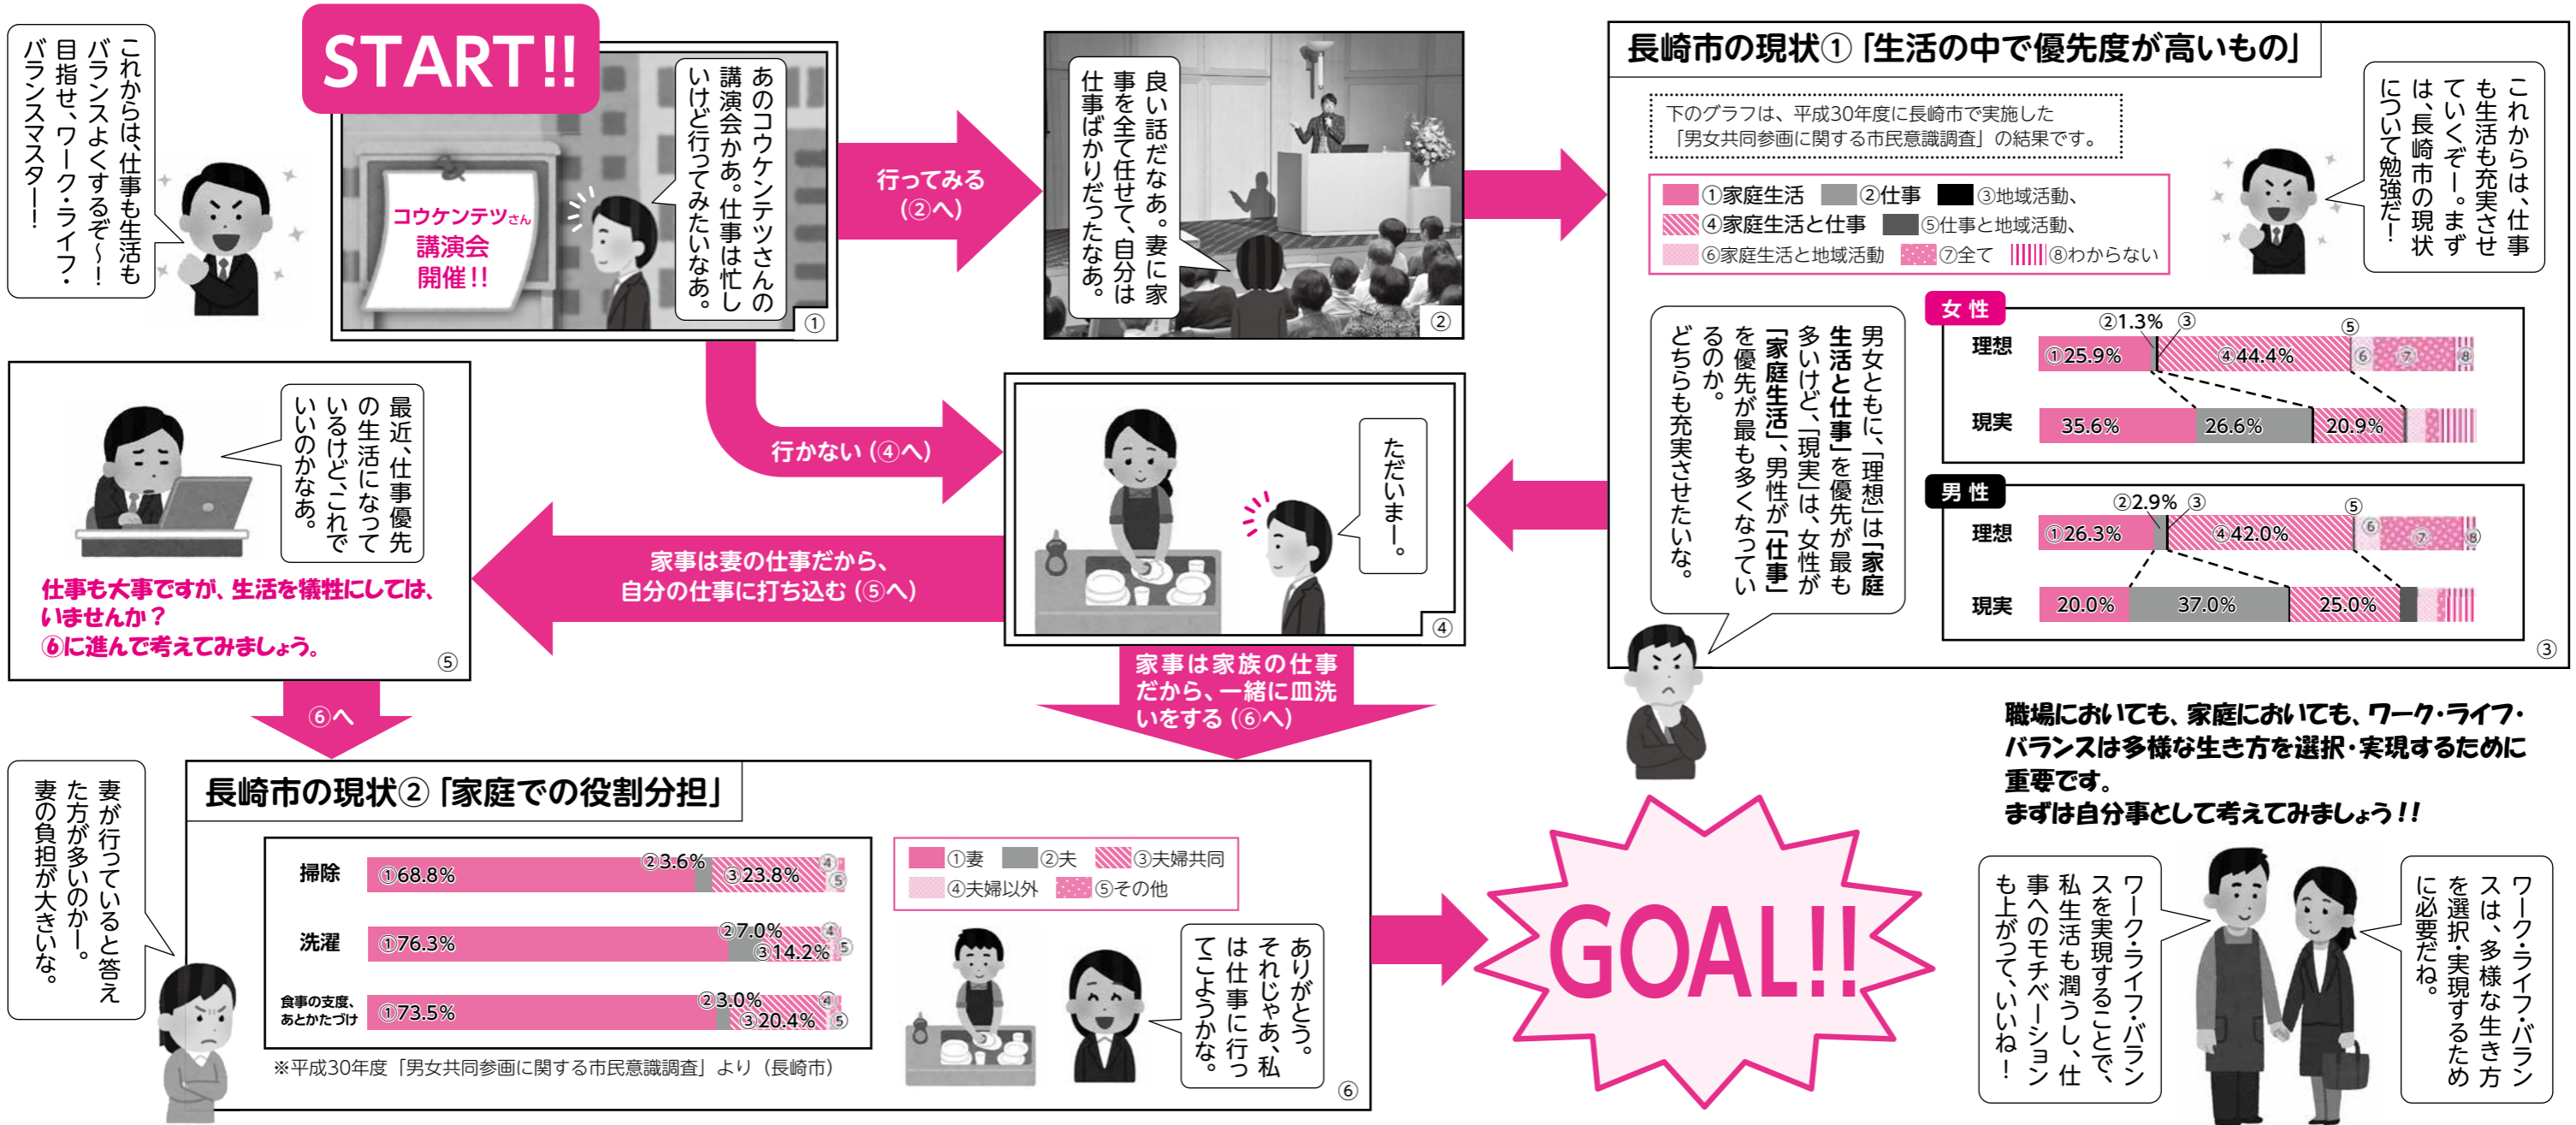 これからは、仕事も生活も
バランスよくするぞ〜！
目指せ、ワーク・ライフ・
バランスマスター！
START!!
コウケンテツさん
講演会
開催!!
あのコウケンテツさんの
講演会かあ。仕事は忙し
いけど行ってみたいなあ。
①
行ってみる
(②へ)
良い話だなあ。妻に家
事を全て任せて、自分は
仕事ばかりだったなあ。
②
長崎市の現状①「生活の中で優先度が高いもの」
下のグラフは、平成30年度に長崎市で実施した
「男女共同参画に関する市民意識調査」の結果です。
これからは、仕事
も生活も充実させ
ていくぞー。まず
は、長崎市の現状
について勉強だ！
①家庭生活 ②仕事 ③地域活動、
④家庭生活と仕事 ⑤仕事と地域活動、
⑥家庭生活と地域活動 ⑦全て ⑧わからない
男女ともに、「理想」は「家庭
生活と仕事」を優先が最も
多いけど、「現実」は、女性が
「家庭生活」、男性が「仕事」
を優先が最も多くなってい
るのか。
どちらも充実させたいな。
女性
②1.3% ③ ⑤
理想 ①25.9% ④44.4% ⑥ ⑦ ⑧
現実 35.6% 26.6% 20.9%
男性
②2.9% ③ ⑤
理想 ①26.3% ④42.0% ⑥ ⑦ ⑧
現実 20.0% 37.0% 25.0%
③
行かない (④へ)
ただいまー。
④
家事は妻の仕事だから、
自分の仕事に打ち込む (⑤へ)
最近、仕事優先
の生活になって
いるけど、これで
いいのかなあ。
仕事も大事ですが、生活を犠牲にしては、
いませんか？
⑥に進んで考えてみましょう。
⑤
⑥へ
家事は家族の仕事
だから、一緒に皿洗
いをする (⑥へ)
妻が行っていると答え
た方が多いのかー。
妻の負担が大きいな。
長崎市の現状②「家庭での役割分担」
掃除 ①68.8% ②3.6% ③23.8% ④ ⑤
洗濯 ①76.3% ②7.0% ③14.2% ④ ⑤
食事の支度、
あとかたづけ ①73.5% ②3.0% ③20.4% ④ ⑤
※平成30年度「男女共同参画に関する市民意識調査」より（長崎市）
①妻 ②夫 ③夫婦共同
④夫婦以外 ⑤その他
ありがとう。
それじゃあ、私
は仕事に行っ
てこようかな。
⑥
GOAL!!
職場においても、家庭においても、ワーク・ライフ・
バランスは多様な生き方を選択・実現するために
重要です。
まずは自分事として考えてみましょう!!
ワーク・ライフ・バラン
スは、多様な生き方
を選択・実現するため
に必要だね。
ワーク・ライフ・バラン
スを実現することで、
私生活も潤うし、仕
事へのモチベーション
も上がって、いいね！